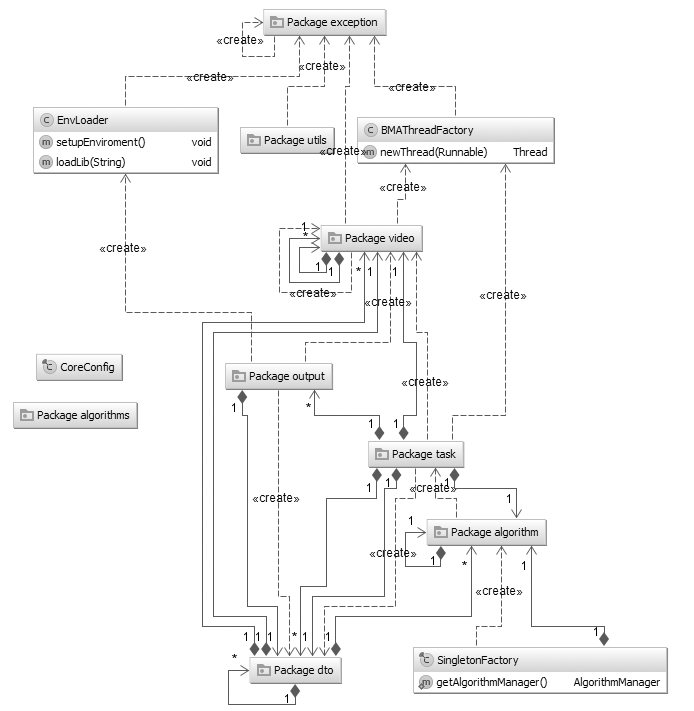 Package exception
«create»
«create»
«create»
«create»
EnvLoader
setupEnviroment() void
loadLib(String) void
Package utils
BMAThreadFactory
newThread(Runnable) Thread
«create»
«create»
1
*
Package video
«create»
1 1
* 1 1
«create»
«create»
«create»
CoreConfig
Package output
Package algorithms
«create»
1 * 1 1
Package task
1 1 1
«create»
«create»
1
1
Package algorithm
«create»
1
* 1
«create»
1 1 1 * 1 1
1
SingletonFactory
getAlgorithmManager() AlgorithmManager
*
Package dto
1